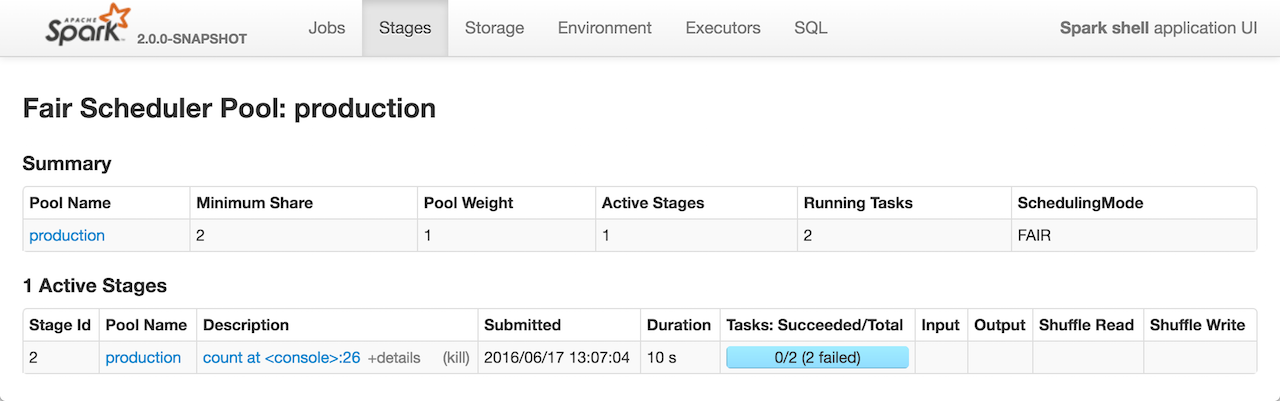 APACHE
Spark™ 2.0.0-SNAPSHOT Jobs Stages Storage Environment Executors SQL Spark shell application UI
Fair Scheduler Pool: production
Summary
Pool Name Minimum Share Pool Weight Active Stages Running Tasks SchedulingMode
production 2 1 1 2 FAIR
1 Active Stages
Stage Id Pool Name Description Submitted Duration Tasks: Succeeded/Total Input Output Shuffle Read Shuffle Write
2 production count at <console>:26 +details (kill) 2016/06/17 13:07:04 10 s 0/2 (2 failed)